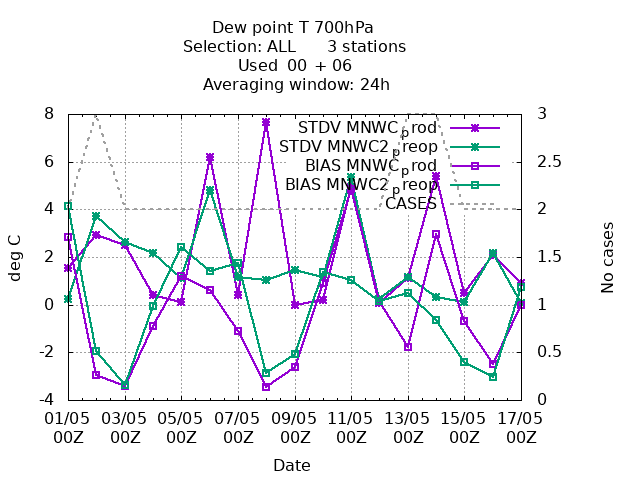 Dew point T 700hPa
Selection: ALL 3 stations
Used 00 + 06
Averaging window: 24h
8 3
STDV MNWC_prod
STDV MNWC2_preop
6 2.5
BIAS MNWC_prod
BIAS MNWC2_preop
CASES
4 2
2 1.5
0 1
-2 0.5
-4 0
deg C
No cases
01/05 03/05 05/05 07/05 09/05 11/05 13/05 15/05 17/05
00Z 00Z 00Z 00Z 00Z 00Z 00Z 00Z 00Z
Date